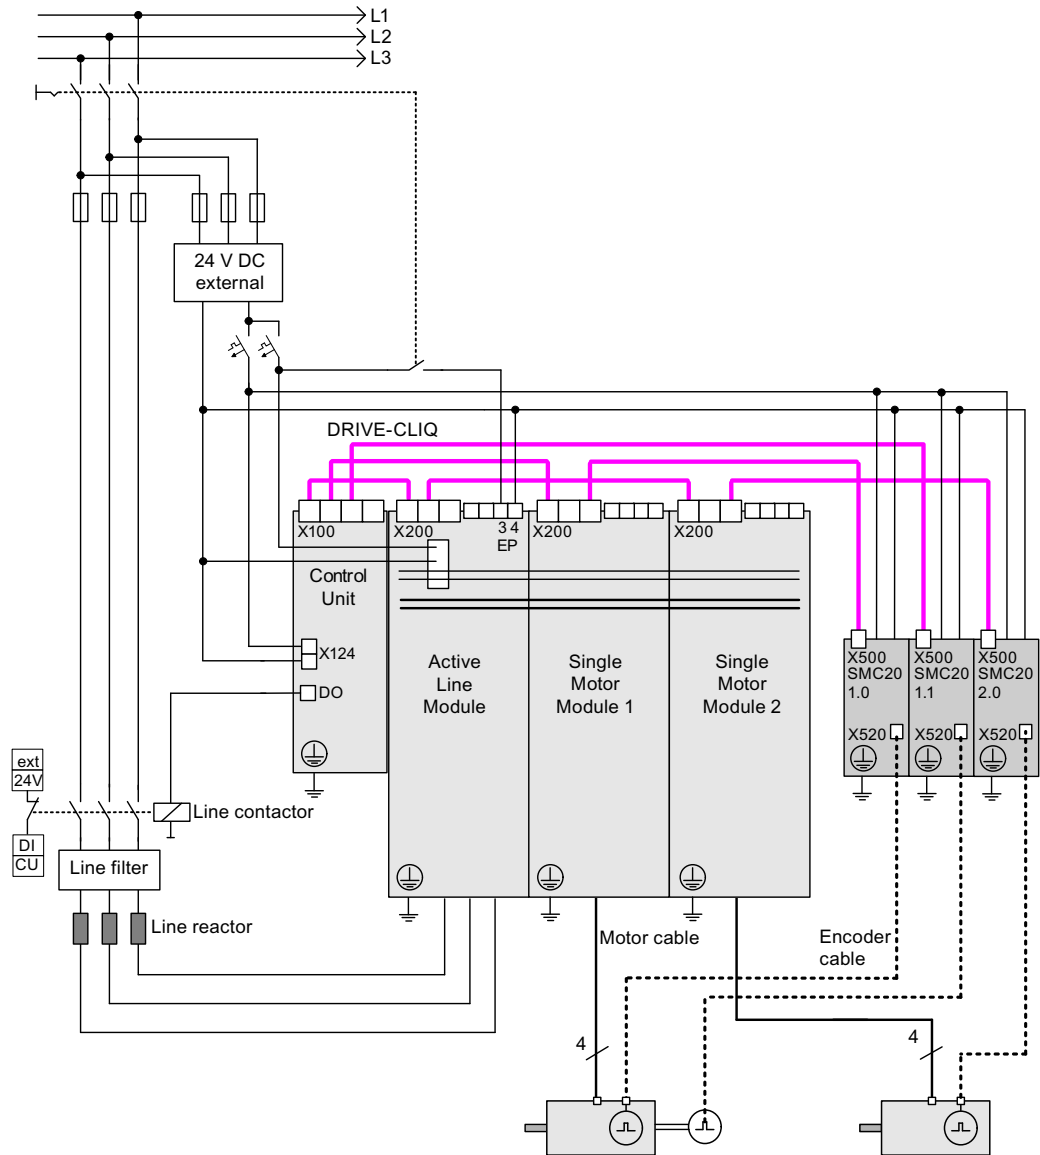 L1
L2
L3
24 V DC
external
DRIVE-CLIQ
X100
X200
3 4
EP
X200
X200
Control
Unit
X124
DO
Active
Line
Module
Single
Motor
Module 1
Single
Motor
Module 2
X500
SMC20
1.0
X520
X500
SMC20
1.1
X520
X500
SMC20
2.0
X520
ext
24V
DI
CU
Line contactor
Line filter
Line reactor
Motor cable
Encoder
cable
4
4